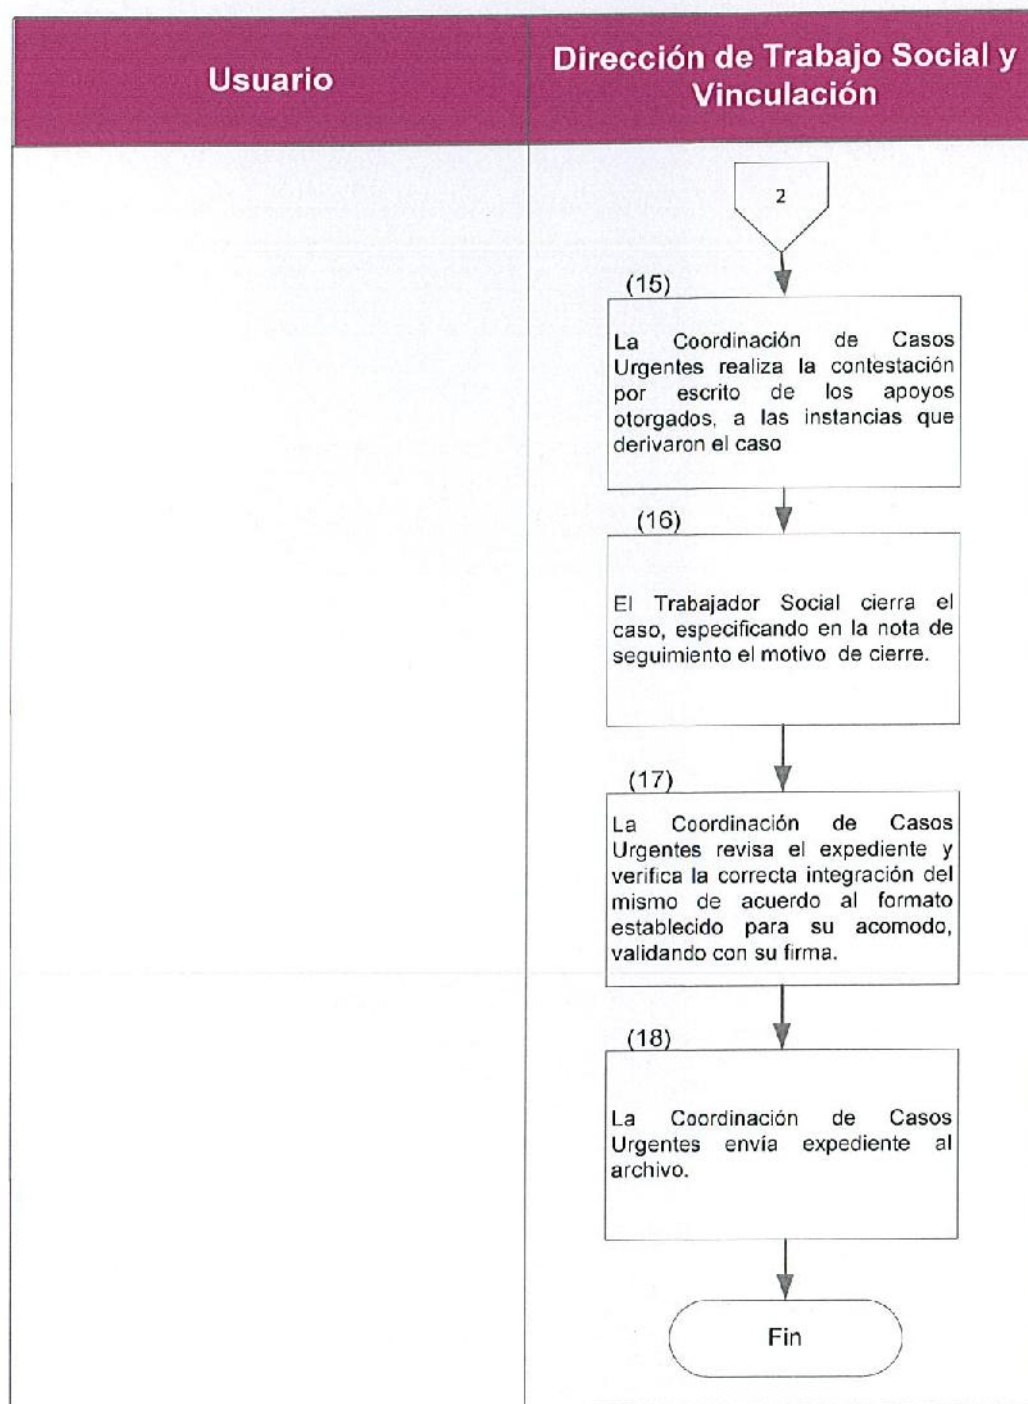 Usuario
Dirección de Trabajo Social y
Vinculación
2
(15)
La Coordinación de Casos
Urgentes realiza la contestación
por escrito de los apoyos
otorgados, a las instancias que
derivaron el caso
(16)
El Trabajador Social cierra el
caso, especificando en la nota de
seguimiento el motivo de cierre.
(17)
La Coordinación de Casos
Urgentes revisa el expediente y
verifica la correcta integración del
mismo de acuerdo al formato
establecido para su acomodo,
validando con su firma.
(18)
La Coordinación de Casos
Urgentes envía expediente al
archivo.
Fin